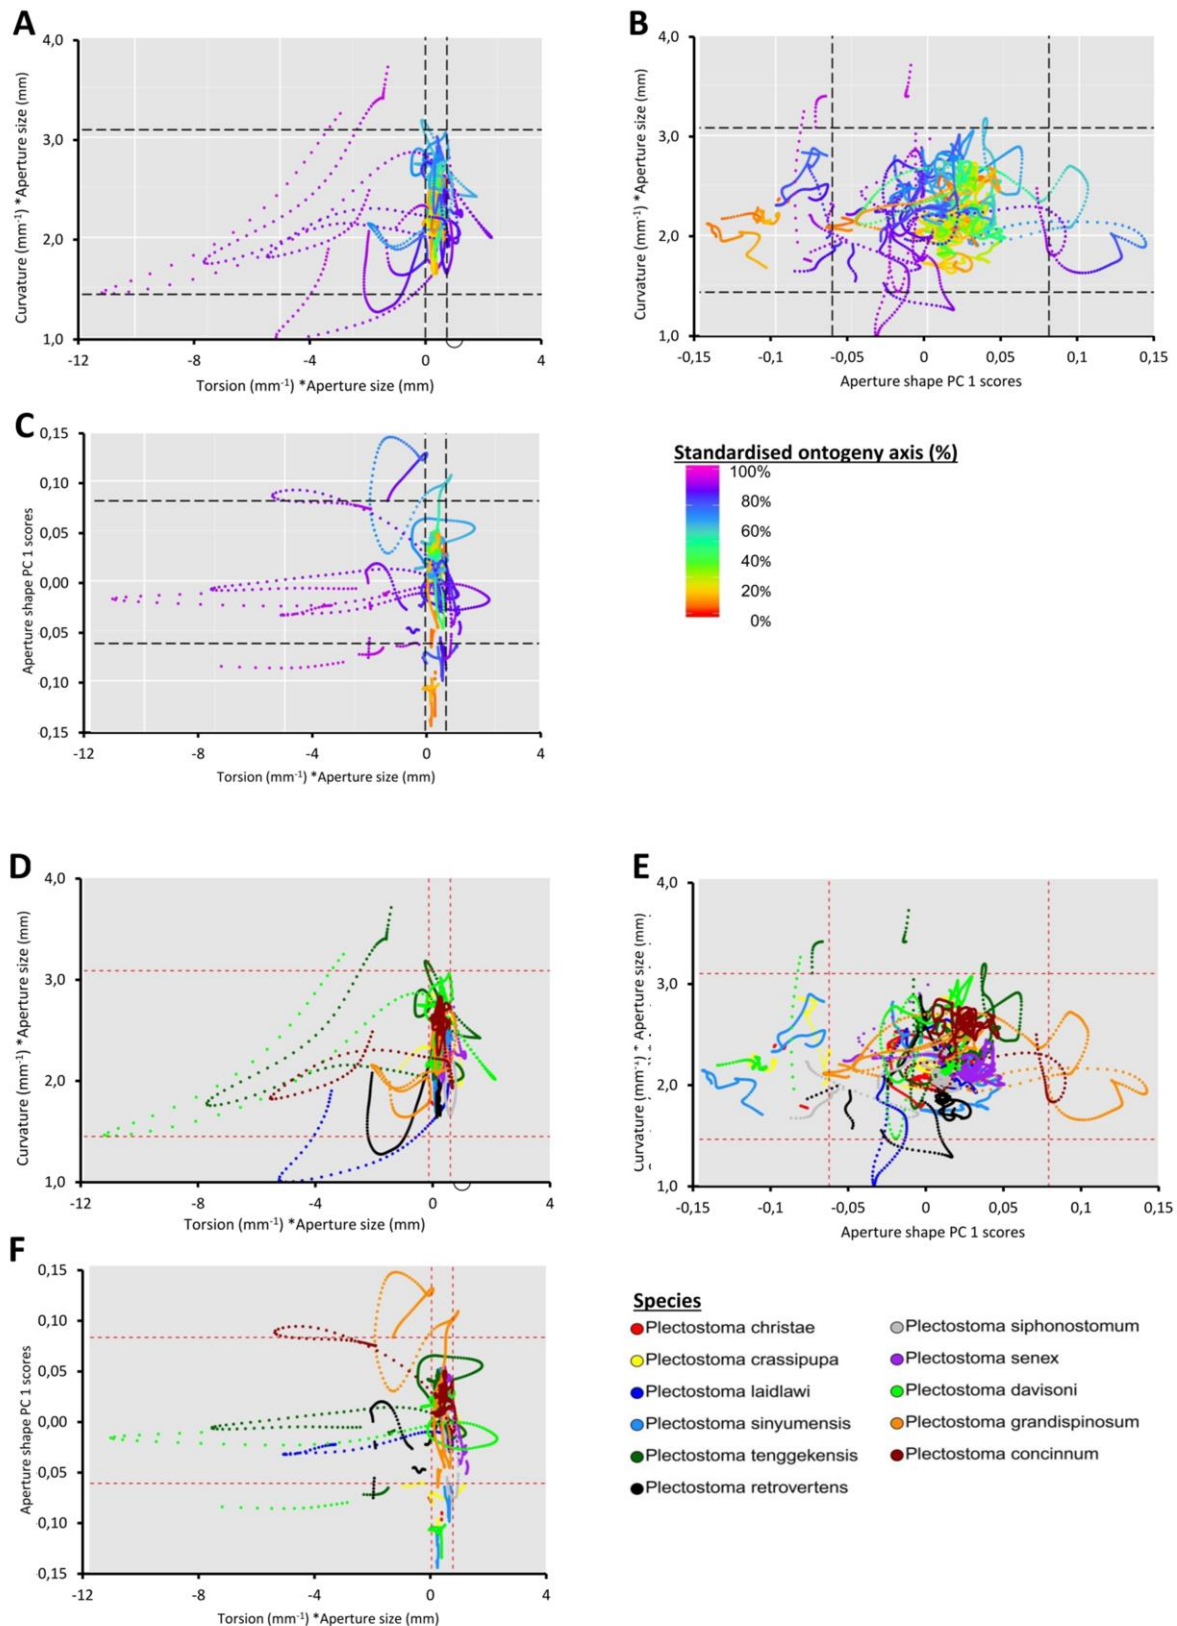 A
B
4,0
3,0
2,0
1,0
Curvature (mm⁻¹) *Aperture size (mm)
-12
-8
-4
0
4
Torsion (mm⁻¹) *Aperture size (mm)
4,0
3,0
2,0
1,0
Curvature (mm⁻¹) *Aperture size (mm)
-0,15
-0,1
-0,05
0
0,05
0,1
0,15
Aperture shape PC 1 scores
C
0,15
0,10
0,05
0,00
0,05
0,10
0,15
Aperture shape PC 1 scores
-12
-8
-4
0
4
Torsion (mm⁻¹) *Aperture size (mm)
Standardised ontogeny axis (%)
100%
80%
60%
40%
20%
0%
D
E
4,0
3,0
2,0
1,0
Curvature (mm⁻¹) *Aperture size (mm)
-12
-8
-4
0
4
Torsion (mm⁻¹) *Aperture size (mm)
4,0
3,0
2,0
1,0
Curvature (mm⁻¹) * Aperture size (mm)
-0,15
-0,1
-0,05
0
0,05
0,1
0,15
Aperture shape PC 1 scores
F
0,15
0,10
0,05
0,00
0,05
0,10
0,15
Aperture shape PC 1 scores
-12
-8
-4
0
4
Torsion (mm⁻¹) *Aperture size (mm)
Species
Plectostoma christae
Plectostoma crassipupa
Plectostoma laidlawi
Plectostoma sinyumensis
Plectostoma tenggekensis
Plectostoma retrovertens
Plectostoma siphonostomum
Plectostoma senex
Plectostoma davisoni
Plectostoma grandispinosum
Plectostoma concinnum